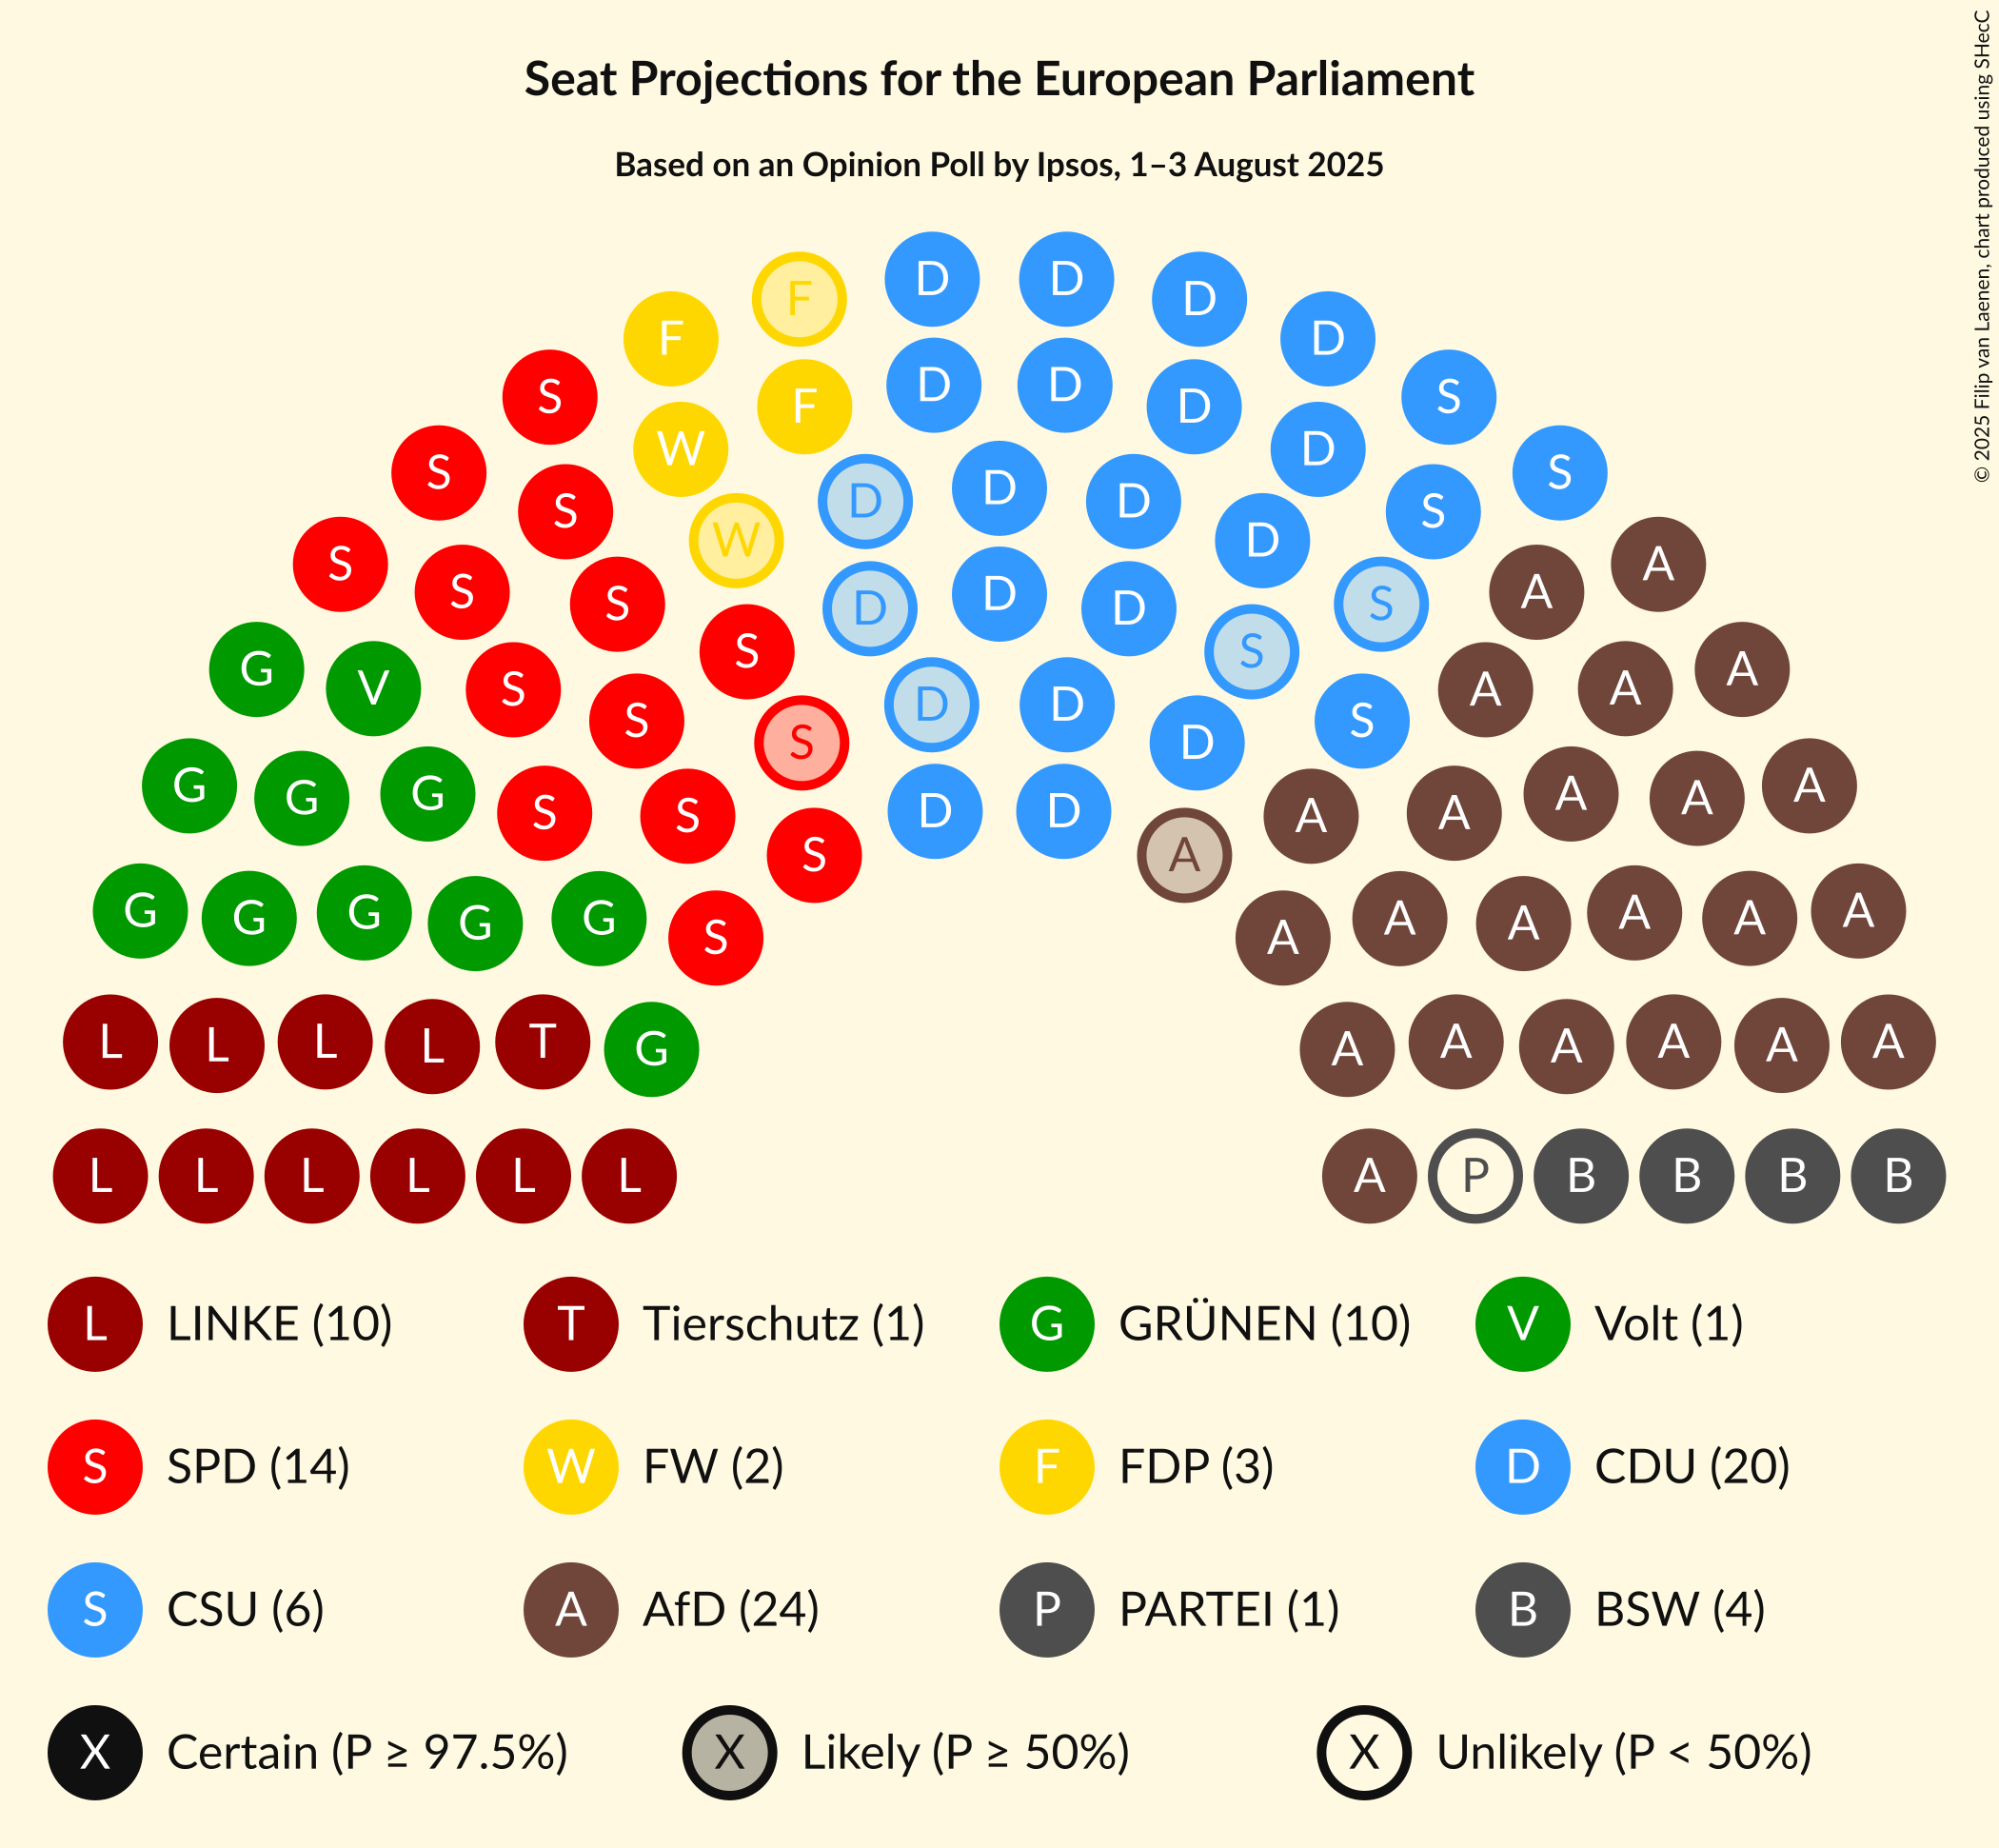 Seat Projections for the European Parliament
Based on an Opinion Poll by Ipsos, 1–3 August 2025
© 2025 Filip van Laenen, chart produced using SHecC
F D D D D
S F D D D D S
S W F D D D S
S S W D D D D S S A A
S S S D D D S S A A A
G V S S S S D D D S A A A
G G G S S S D D A A A A A A
G G G G G S A A A A A A
L L L L T G A A A A A A
L L L L L L A P B B B B
L LINKE (10) T Tierschutz (1) G GRÜNEN (10) V Volt (1)
S SPD (14) W FW (2) F FDP (3) D CDU (20)
S CSU (6) A AfD (24) P PARTEI (1) B BSW (4)
X Certain (P ≥ 97.5%) X Likely (P ≥ 50%) X Unlikely (P < 50%)